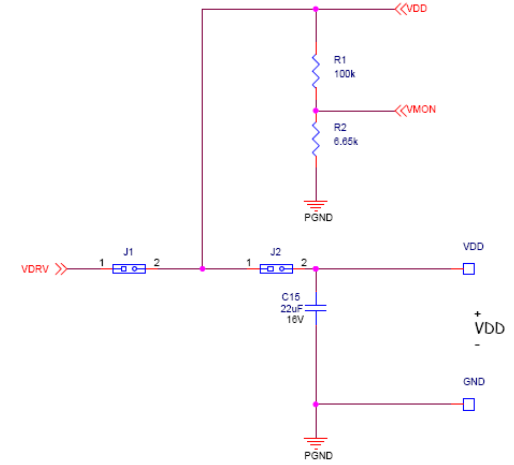 VDD
R1
100k
VMON
R2
6.65k
PGND
VDRV
1
J1
2
1
J2
2
VDD
C15
22uF
16V
+
VDD
-
GND
PGND